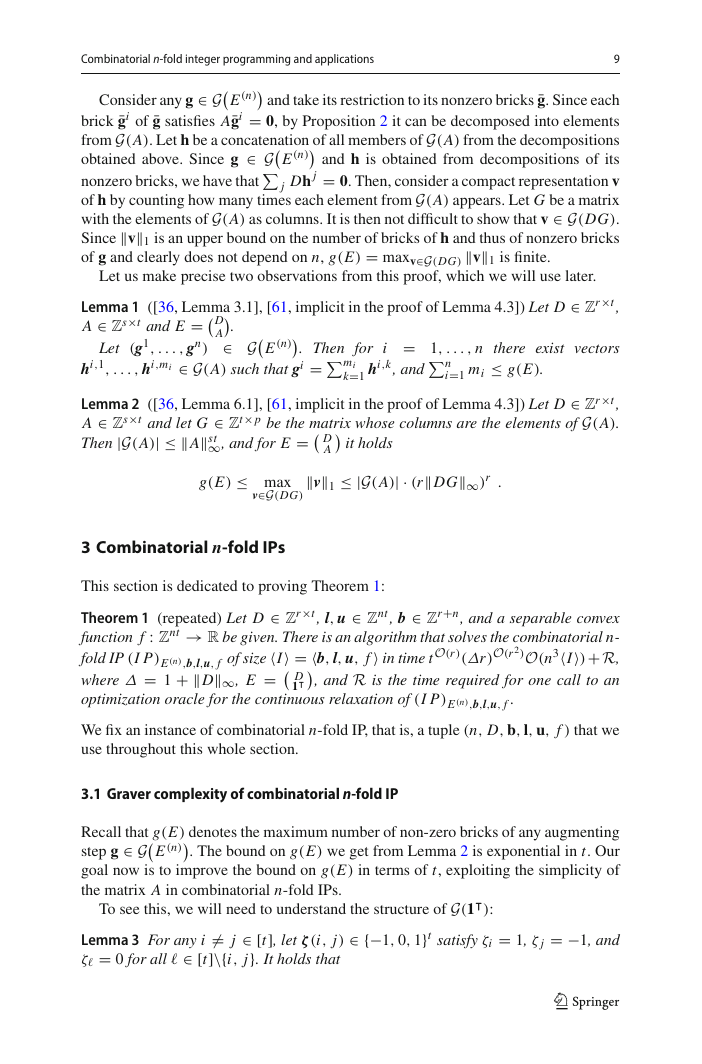 Combinatorial n-fold integer programming and applications 9
Consider any g ∈ G(E⁽ⁿ⁾) and take its restriction to its nonzero bricks ḡ. Since each
brick ḡⁱ of ḡ satisfies Aḡⁱ = 0, by Proposition 2 it can be decomposed into elements
from G(A). Let h be a concatenation of all members of G(A) from the decompositions
obtained above. Since g ∈ G(E⁽ⁿ⁾) and h is obtained from decompositions of its
nonzero bricks, we have that ∑_j Dhʲ = 0. Then, consider a compact representation v
of h by counting how many times each element from G(A) appears. Let G be a matrix
with the elements of G(A) as columns. It is then not difficult to show that v ∈ G(DG).
Since ‖v‖₁ is an upper bound on the number of bricks of h and thus of nonzero bricks
of g and clearly does not depend on n, g(E) = max_{v∈G(DG)} ‖v‖₁ is finite.
Let us make precise two observations from this proof, which we will use later.
Lemma 1 ([36, Lemma 3.1], [61, implicit in the proof of Lemma 4.3]) Let D ∈ ℤ^{r×t},
A ∈ ℤ^{s×t} and E = (D A).
Let (g¹, . . . , gⁿ) ∈ G(E⁽ⁿ⁾). Then for i = 1, . . . , n there exist vectors
h^{i,1}, . . . , h^{i,m_i} ∈ G(A) such that gⁱ = ∑_{k=1}^{m_i} h^{i,k}, and ∑_{i=1}^{n} m_i ≤ g(E).
Lemma 2 ([36, Lemma 6.1], [61, implicit in the proof of Lemma 4.3]) Let D ∈ ℤ^{r×t},
A ∈ ℤ^{s×t} and let G ∈ ℤ^{t×p} be the matrix whose columns are the elements of G(A).
Then |G(A)| ≤ ‖A‖_∞^{st}, and for E = (D A) it holds
g(E) ≤ max_{v∈G(DG)} ‖v‖₁ ≤ |G(A)| · (r‖DG‖_∞)^r .
3 Combinatorial n-fold IPs
This section is dedicated to proving Theorem 1:
Theorem 1 (repeated) Let D ∈ ℤ^{r×t}, l, u ∈ ℤ^{nt}, b ∈ ℤ^{r+n}, and a separable convex
function f : ℤ^{nt} → ℝ be given. There is an algorithm that solves the combinatorial n-
fold IP (IP)_{E⁽ⁿ⁾,b,l,u,f} of size ⟨I⟩ = ⟨b, l, u, f⟩ in time t^{O(r)}(Δr)^{O(r²)}O(n³⟨I⟩)+R,
where Δ = 1 + ‖D‖_∞, E = (D 1ᵀ), and R is the time required for one call to an
optimization oracle for the continuous relaxation of (IP)_{E⁽ⁿ⁾,b,l,u,f}.
We fix an instance of combinatorial n-fold IP, that is, a tuple (n, D, b, l, u, f) that we
use throughout this whole section.
3.1 Graver complexity of combinatorial n-fold IP
Recall that g(E) denotes the maximum number of non-zero bricks of any augmenting
step g ∈ G(E⁽ⁿ⁾). The bound on g(E) we get from Lemma 2 is exponential in t. Our
goal now is to improve the bound on g(E) in terms of t, exploiting the simplicity of
the matrix A in combinatorial n-fold IPs.
To see this, we will need to understand the structure of G(1ᵀ):
Lemma 3 For any i ≠ j ∈ [t], let ζ(i, j) ∈ {−1, 0, 1}ᵗ satisfy ζ_i = 1, ζ_j = −1, and
ζ_ℓ = 0 for all ℓ ∈ [t]\{i, j}. It holds that
Springer